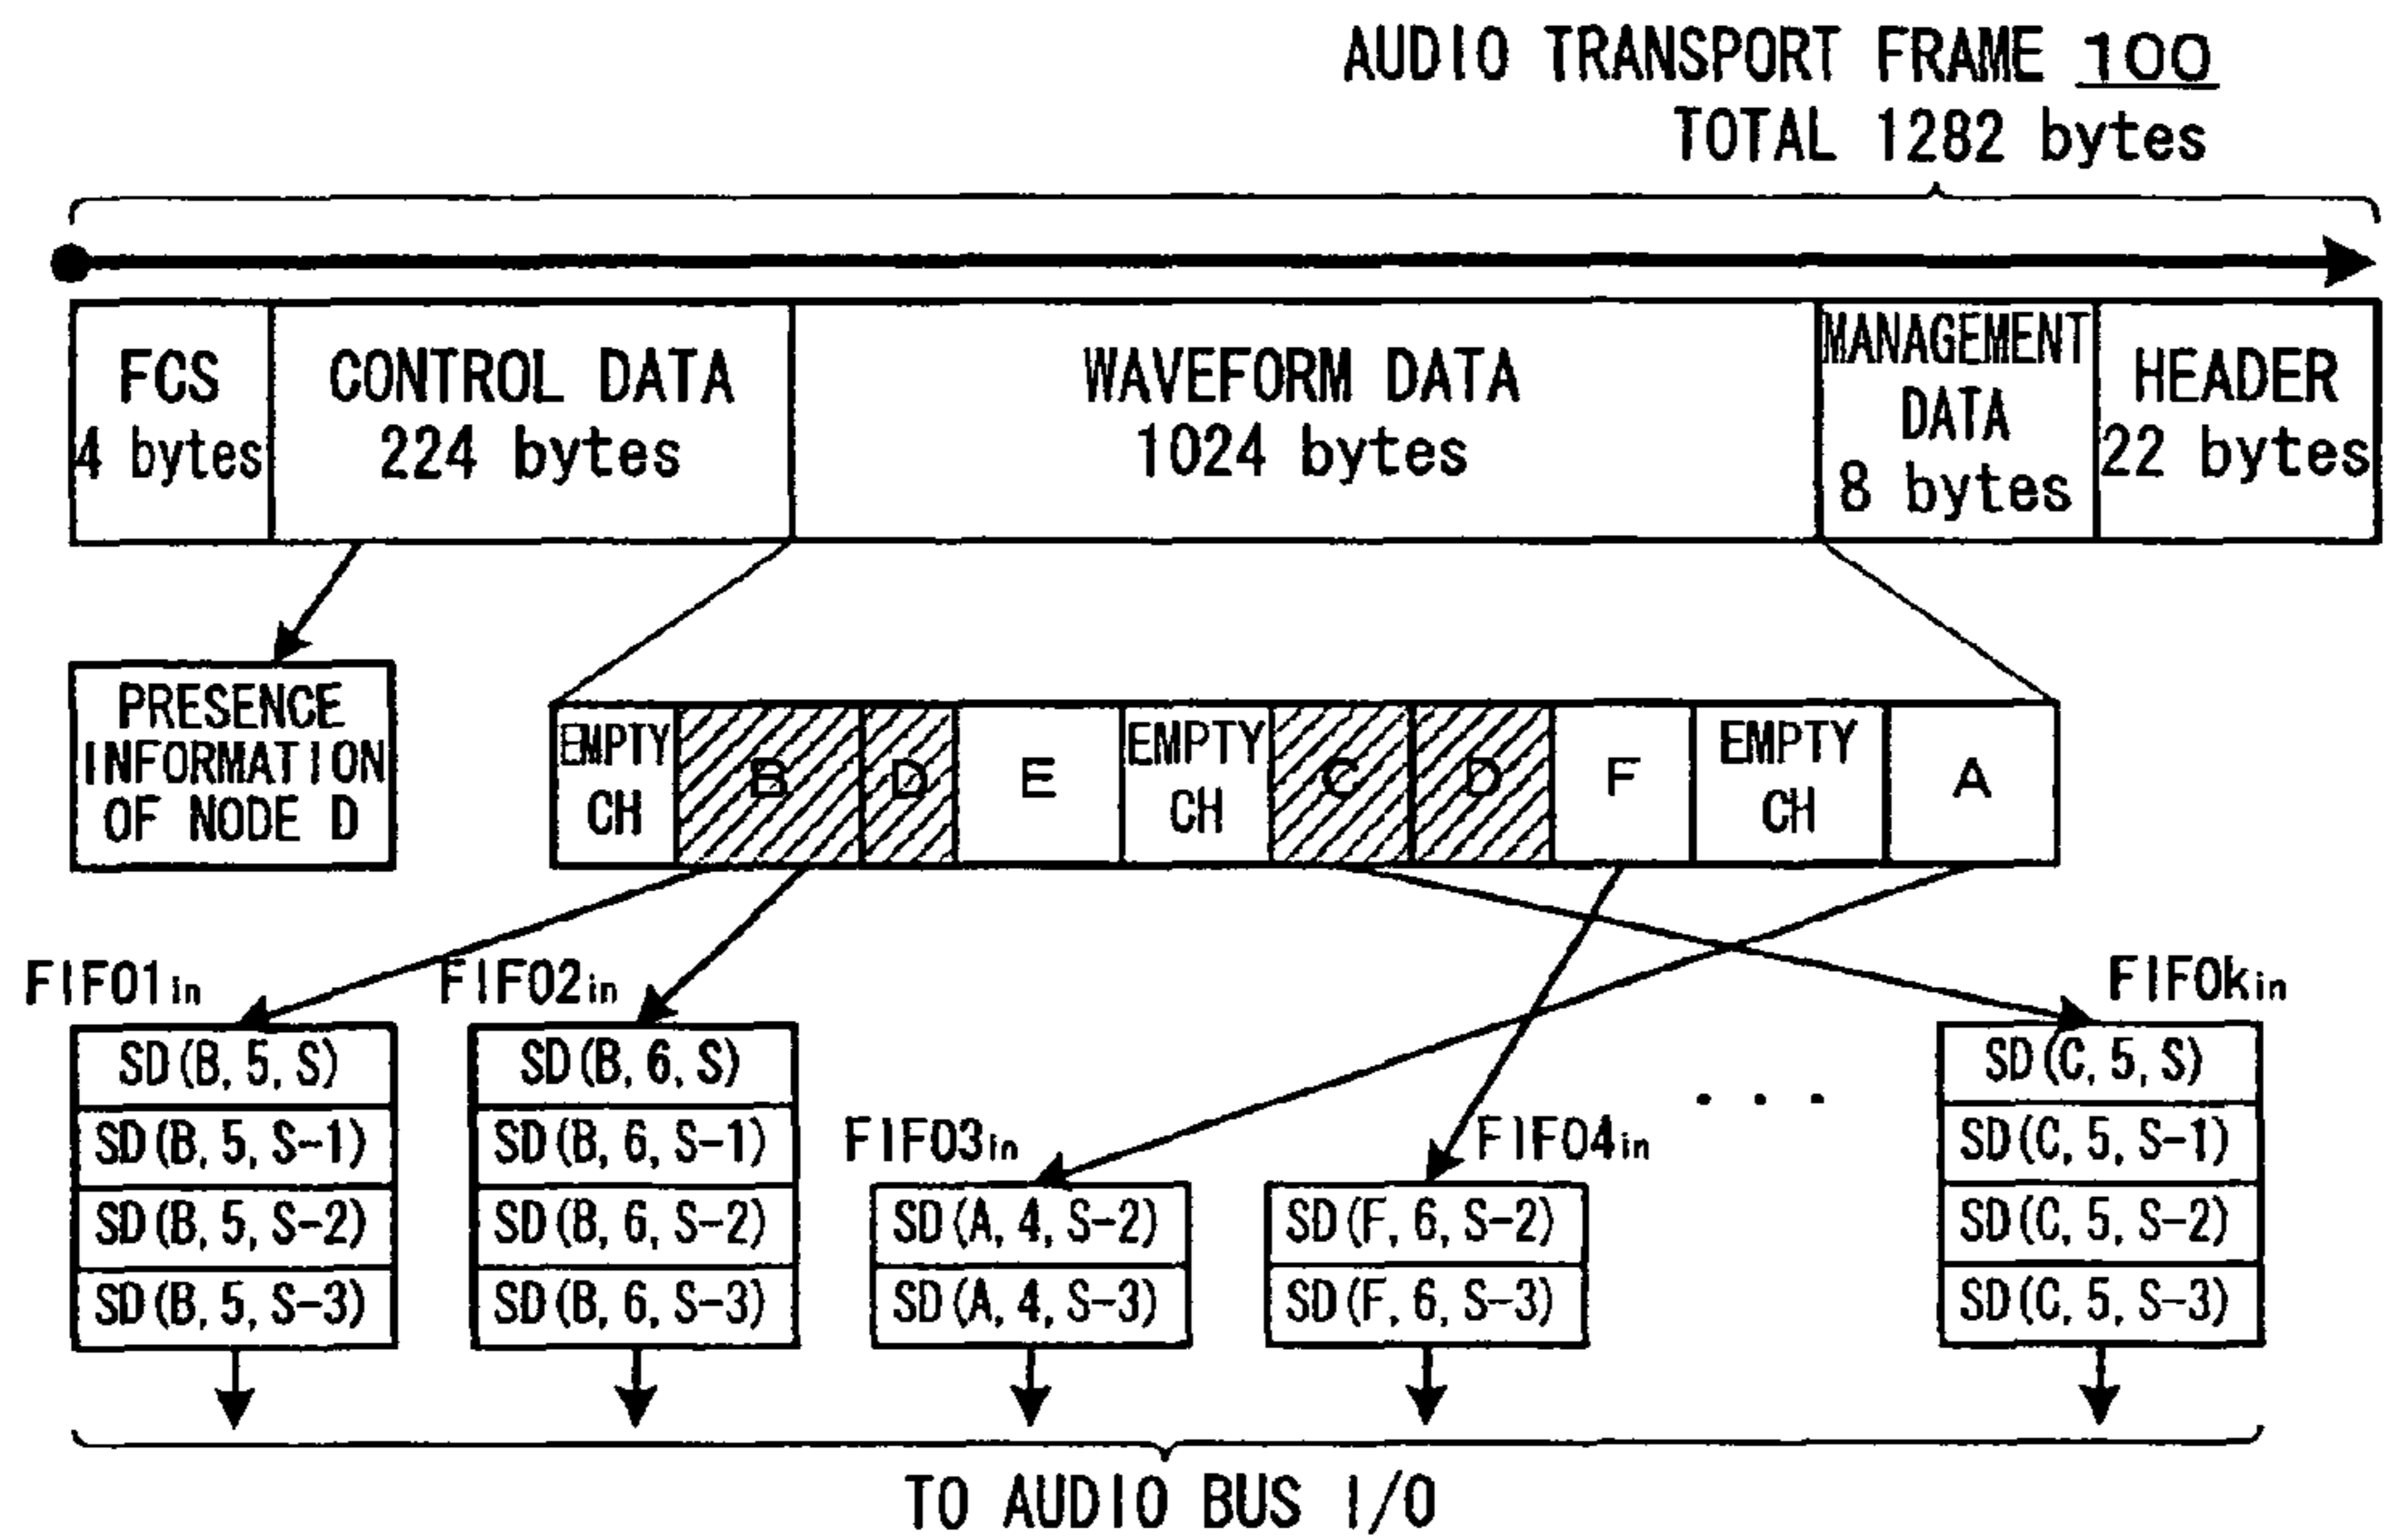 AUDIO TRANSPORT FRAME 100
TOTAL 1282 bytes
FCS
4 bytes
CONTROL DATA
224 bytes
WAVEFORM DATA
1024 bytes
MANAGEMENT
DATA
8 bytes
HEADER
22 bytes
PRESENCE
INFORMATION
OF NODE D
EMPTY
CH
B
D
E
EMPTY
CH
C
D
F
EMPTY
CH
A
FIFO1in
SD(B, 5, S)
SD(B, 5, S-1)
SD(B, 5, S-2)
SD(B, 5, S-3)
FIFO2in
SD(B, 6, S)
SD(B, 6, S-1)
SD(B, 6, S-2)
SD(B, 6, S-3)
FIFO3in
SD(A, 4, S-2)
SD(A, 4, S-3)
FIFO4in
SD(F, 6, S-2)
SD(F, 6, S-3)
. . .
FIFOkin
SD(C, 5, S)
SD(C, 5, S-1)
SD(C, 5, S-2)
SD(C, 5, S-3)
TO AUDIO BUS I/O